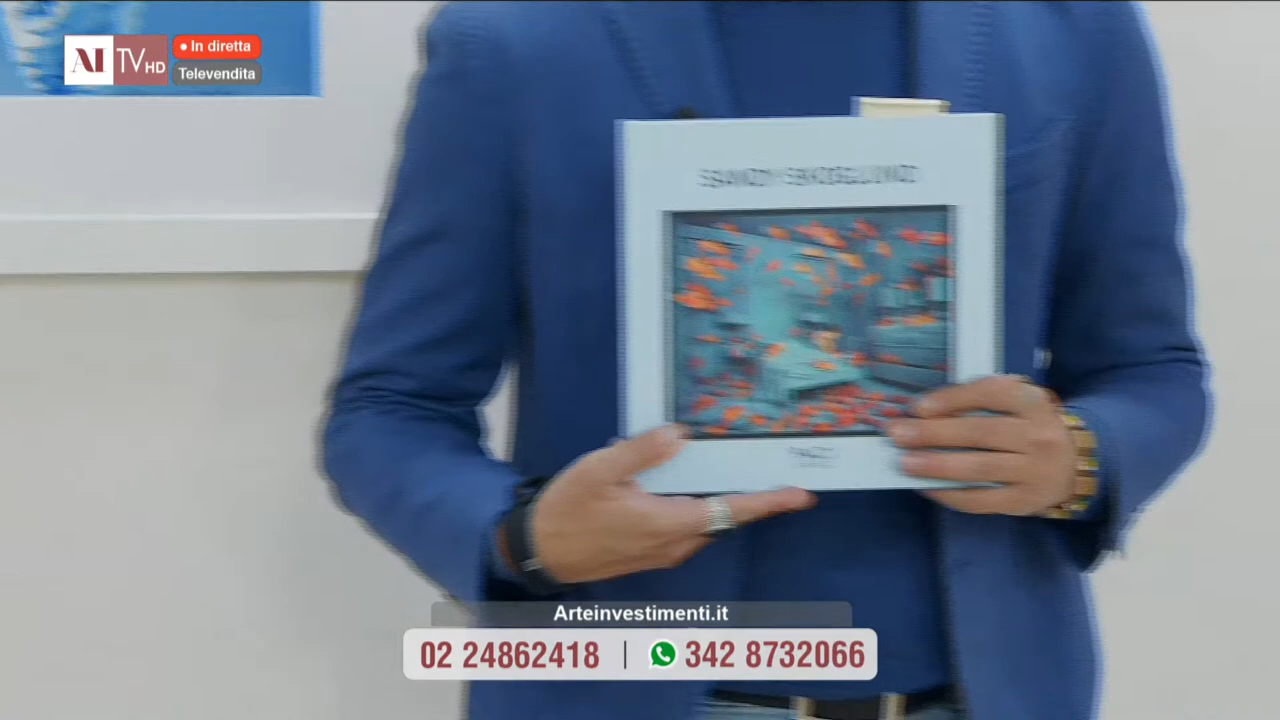 AI TV HD
In diretta
Televendita
Arteinvestimenti.it
02 24862418 | 342 8732066